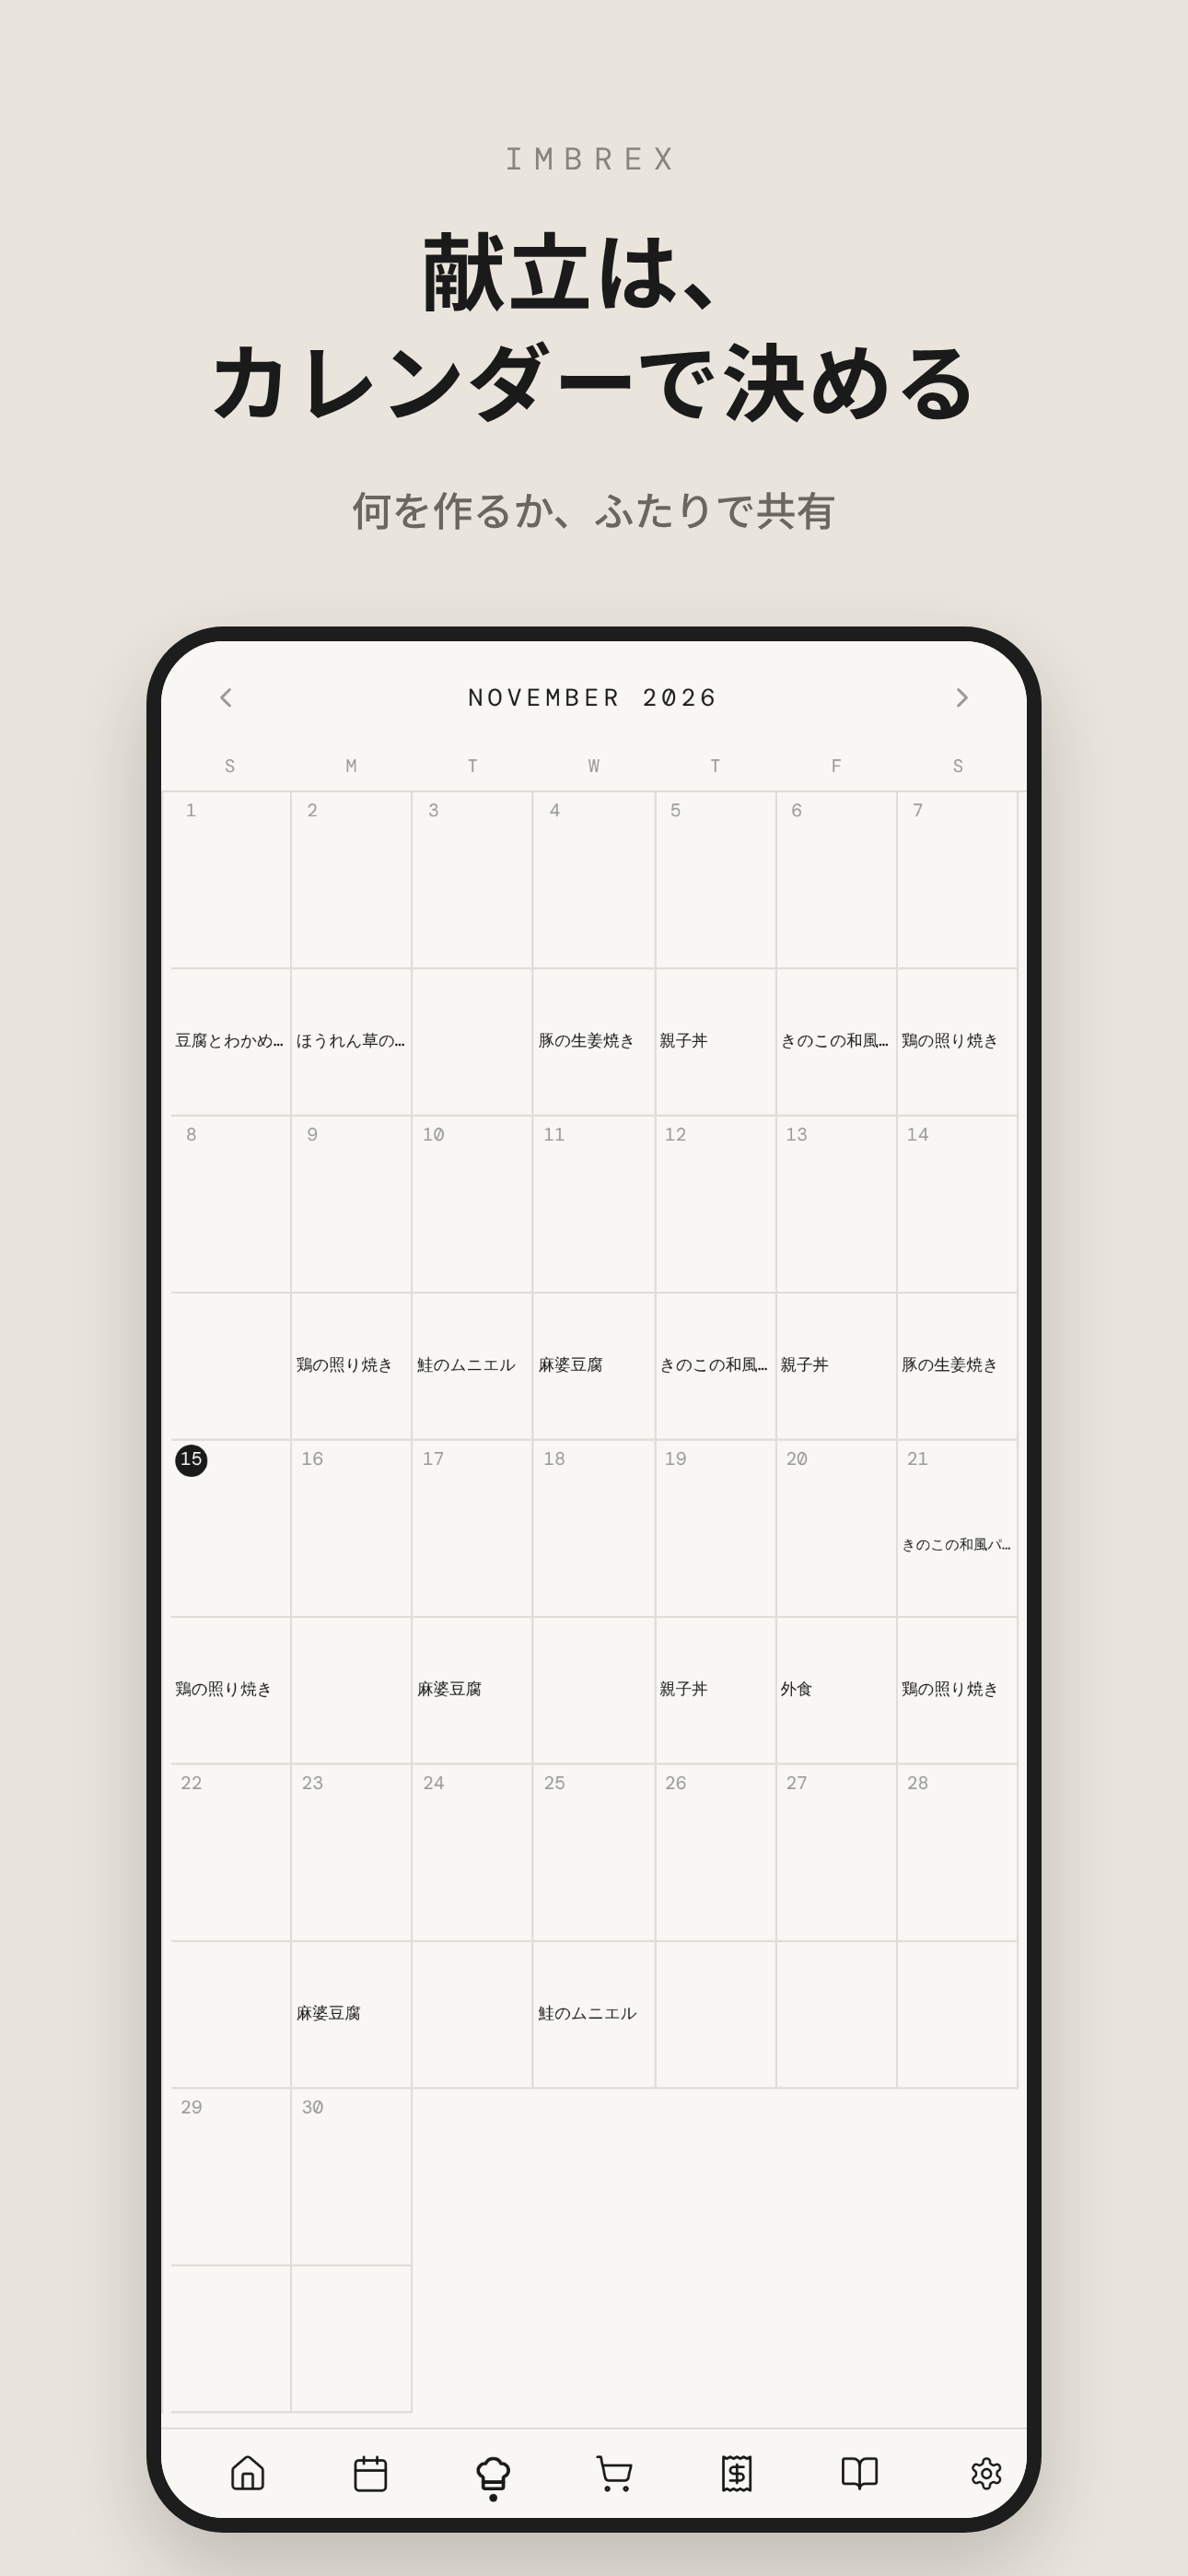 IMBREX
献立は、
カレンダーで決める
何を作るか、ふたりで共有
NOVEMBER 2026
S M T W T F S
1 2 3 4 5 6 7
豆腐とわかめ… ほうれん草の… 豚の生姜焼き 親子丼 きのこの和風… 鶏の照り焼き
8 9 10 11 12 13 14
鶏の照り焼き 鮭のムニエル 麻婆豆腐 きのこの和風… 親子丼 豚の生姜焼き
15 16 17 18 19 20 21
きのこの和風パ…
鶏の照り焼き 麻婆豆腐 親子丼 外食 鶏の照り焼き
22 23 24 25 26 27 28
麻婆豆腐 鮭のムニエル
29 30